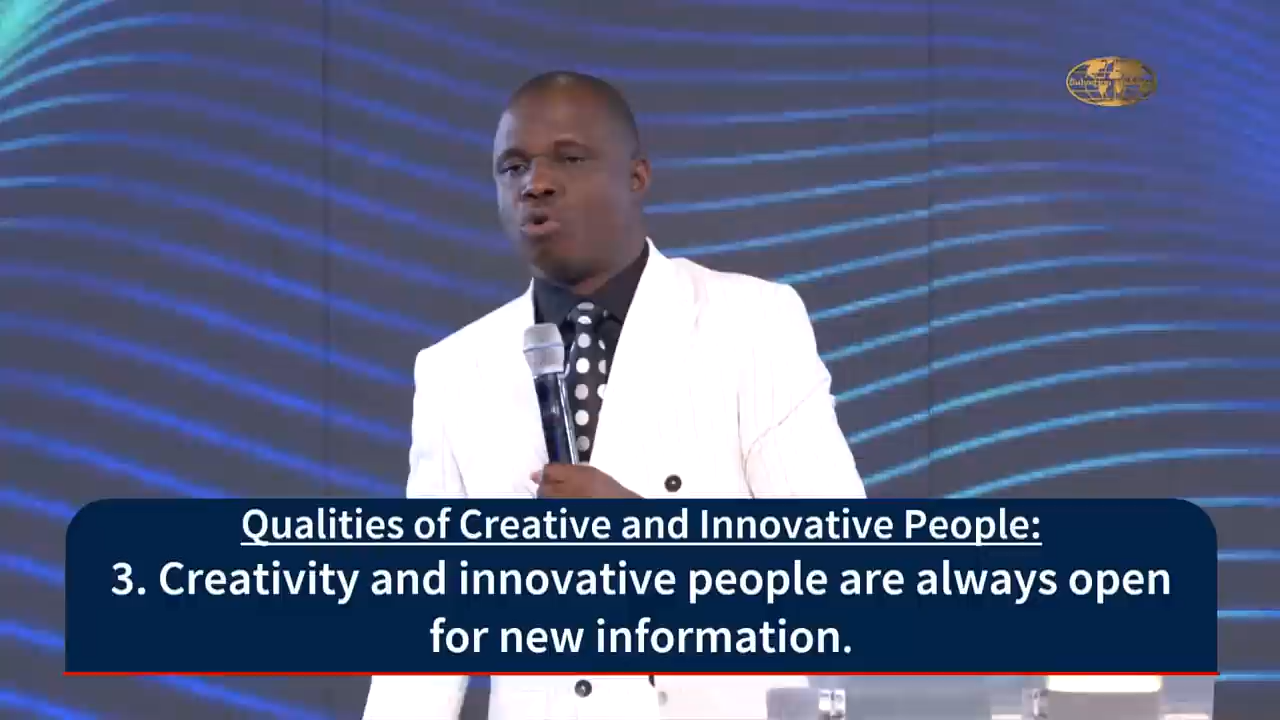 Qualities of Creative and Innovative People:
3. Creativity and innovative people are always open
for new information.